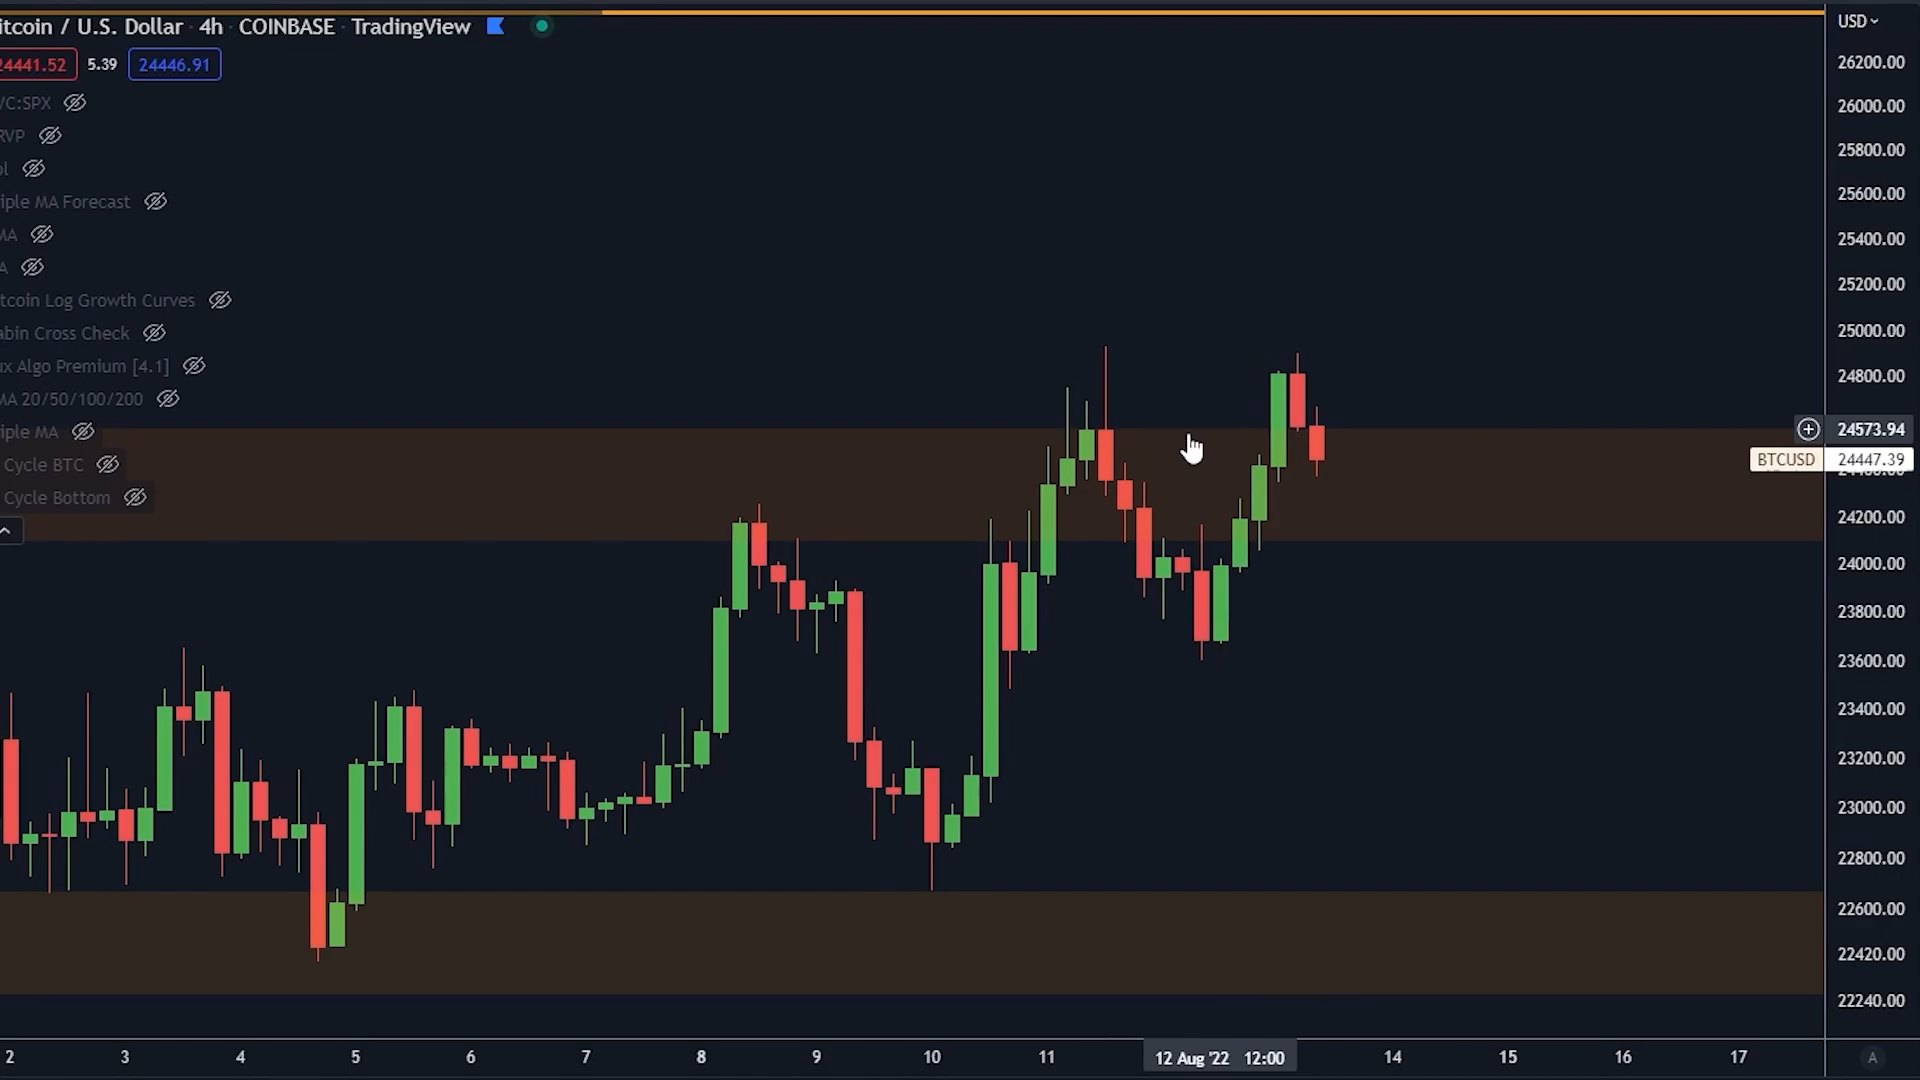 itcoin / U.S. Dollar · 4h · COINBASE · TradingView
24441.52 5.39 24446.91
VC:SPX
RVP
ol
iple MA Forecast
MA
A
tcoin Log Growth Curves
abin Cross Check
ux Algo Premium [4.1]
MA 20/50/100/200
iple MA
Cycle BTC
Cycle Bottom
USD
26200.00
26000.00
25800.00
25600.00
25400.00
25200.00
25000.00
24800.00
24573.94
BTCUSD 24447.39
24200.00
24000.00
23800.00
23600.00
23400.00
23200.00
23000.00
22800.00
22600.00
22420.00
22240.00
2 3 4 5 6 7 8 9 10 11 12 Aug '22 12:00 14 15 16 17 A